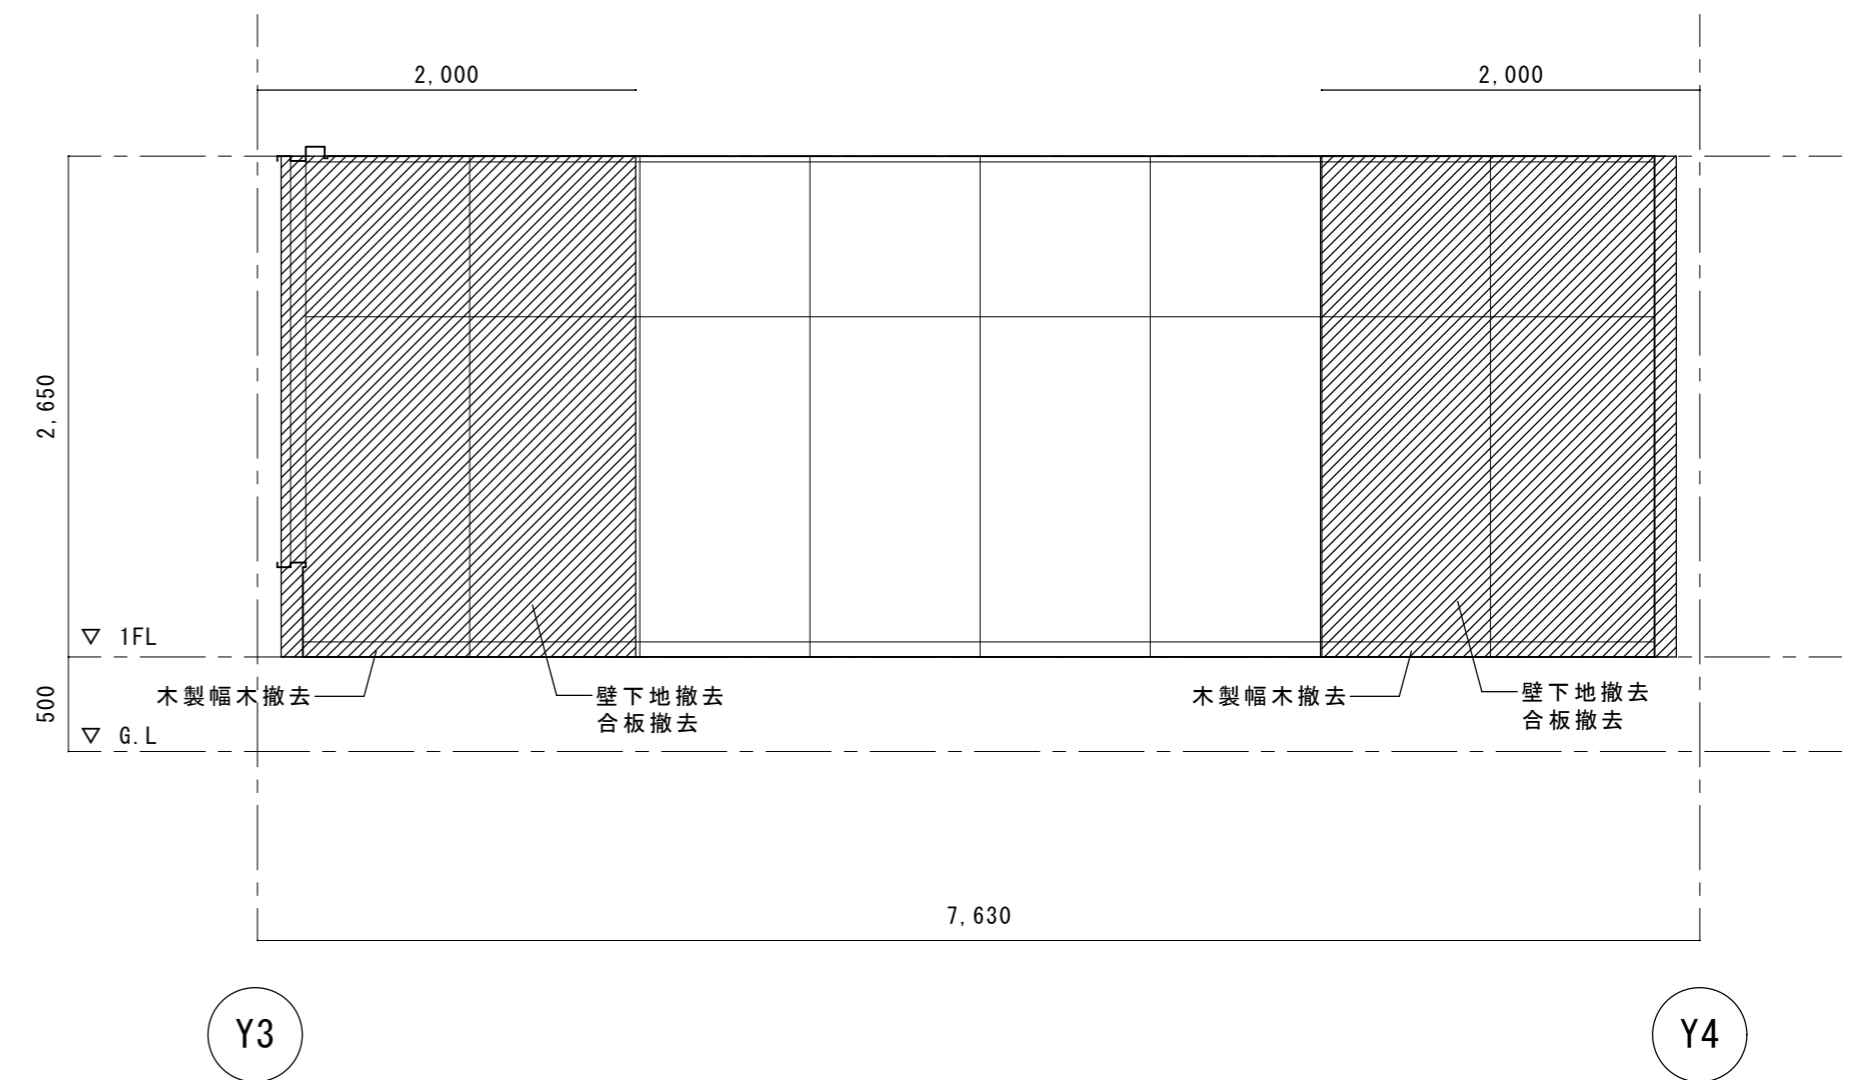 2,000
2,000
2,650
▽ 1FL
500
▽ G.L
木製幅木撤去
壁下地撤去
合板撤去
木製幅木撤去
壁下地撤去
合板撤去
7,630
Y3
Y4